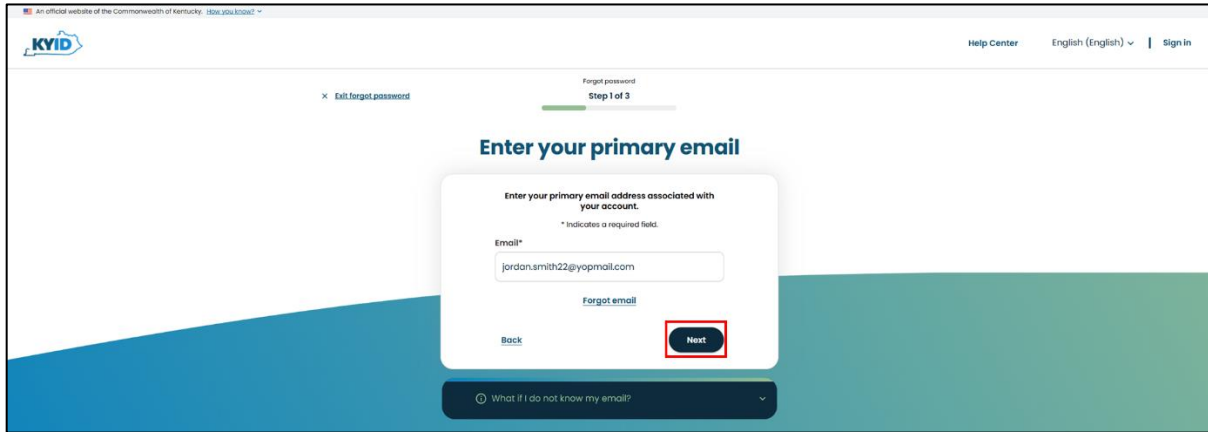 An official website of the Commonwealth of Kentucky. How you know?
KYID
Help Center English (English) | Sign in
Forgot password
× Exit forgot password
Step 1 of 3
Enter your primary email
Enter your primary email address associated with
your account.
* Indicates a required field.
Email*
jordan.smith22@yopmail.com
Forgot email
Back
Next
What if I do not know my email?